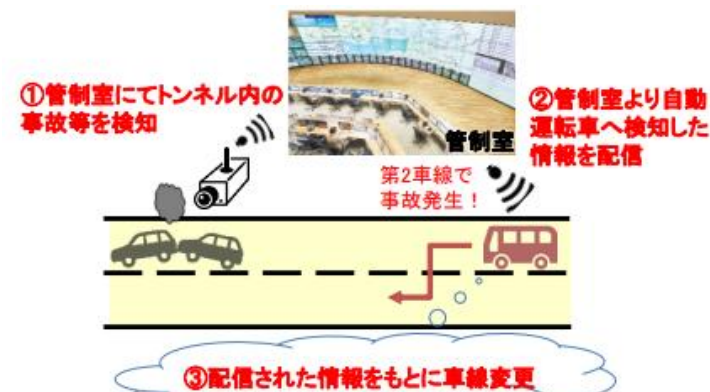 ①管制室にてトンネル内の
事故等を検知
管制室
②管制室より自動
運転車へ検知した
情報を配信
第2車線で
事故発生！
③配信された情報をもとに車線変更